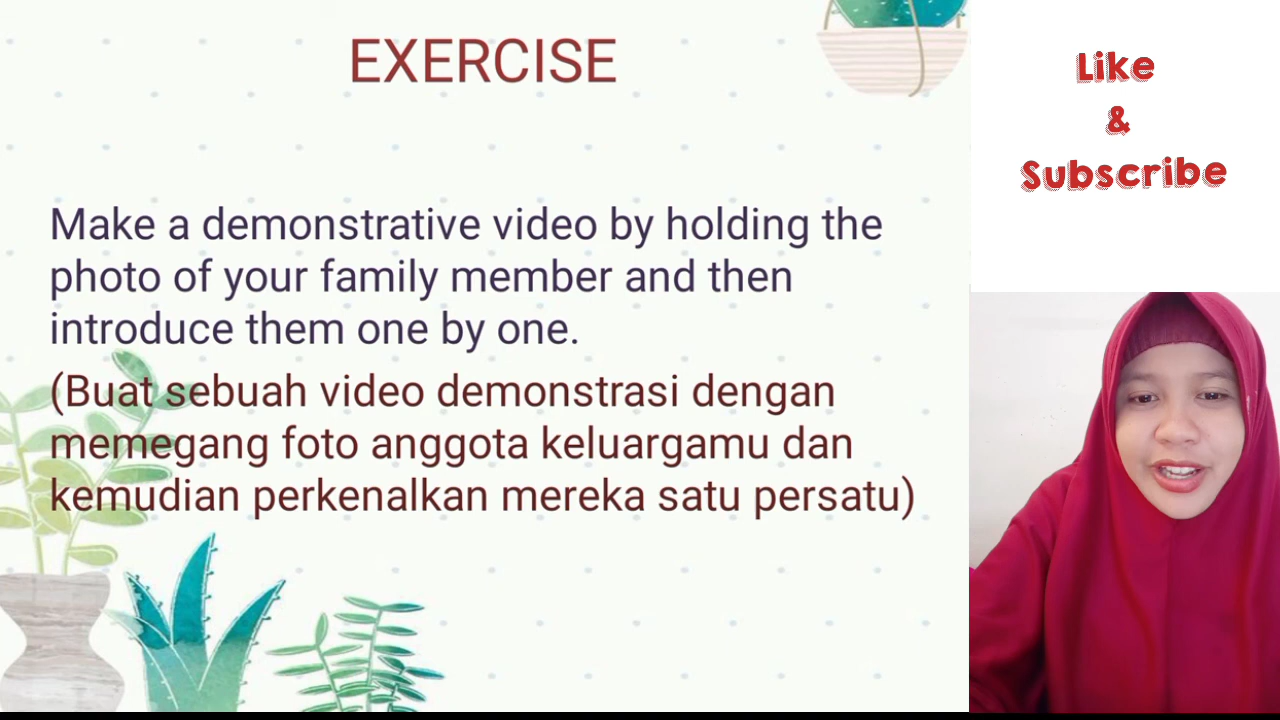 EXERCISE
Make a demonstrative video by holding the
photo of your family member and then
introduce them one by one.
(Buat sebuah video demonstrasi dengan
memegang foto anggota keluargamu dan
kemudian perkenalkan mereka satu persatu)
Like
&
Subscribe